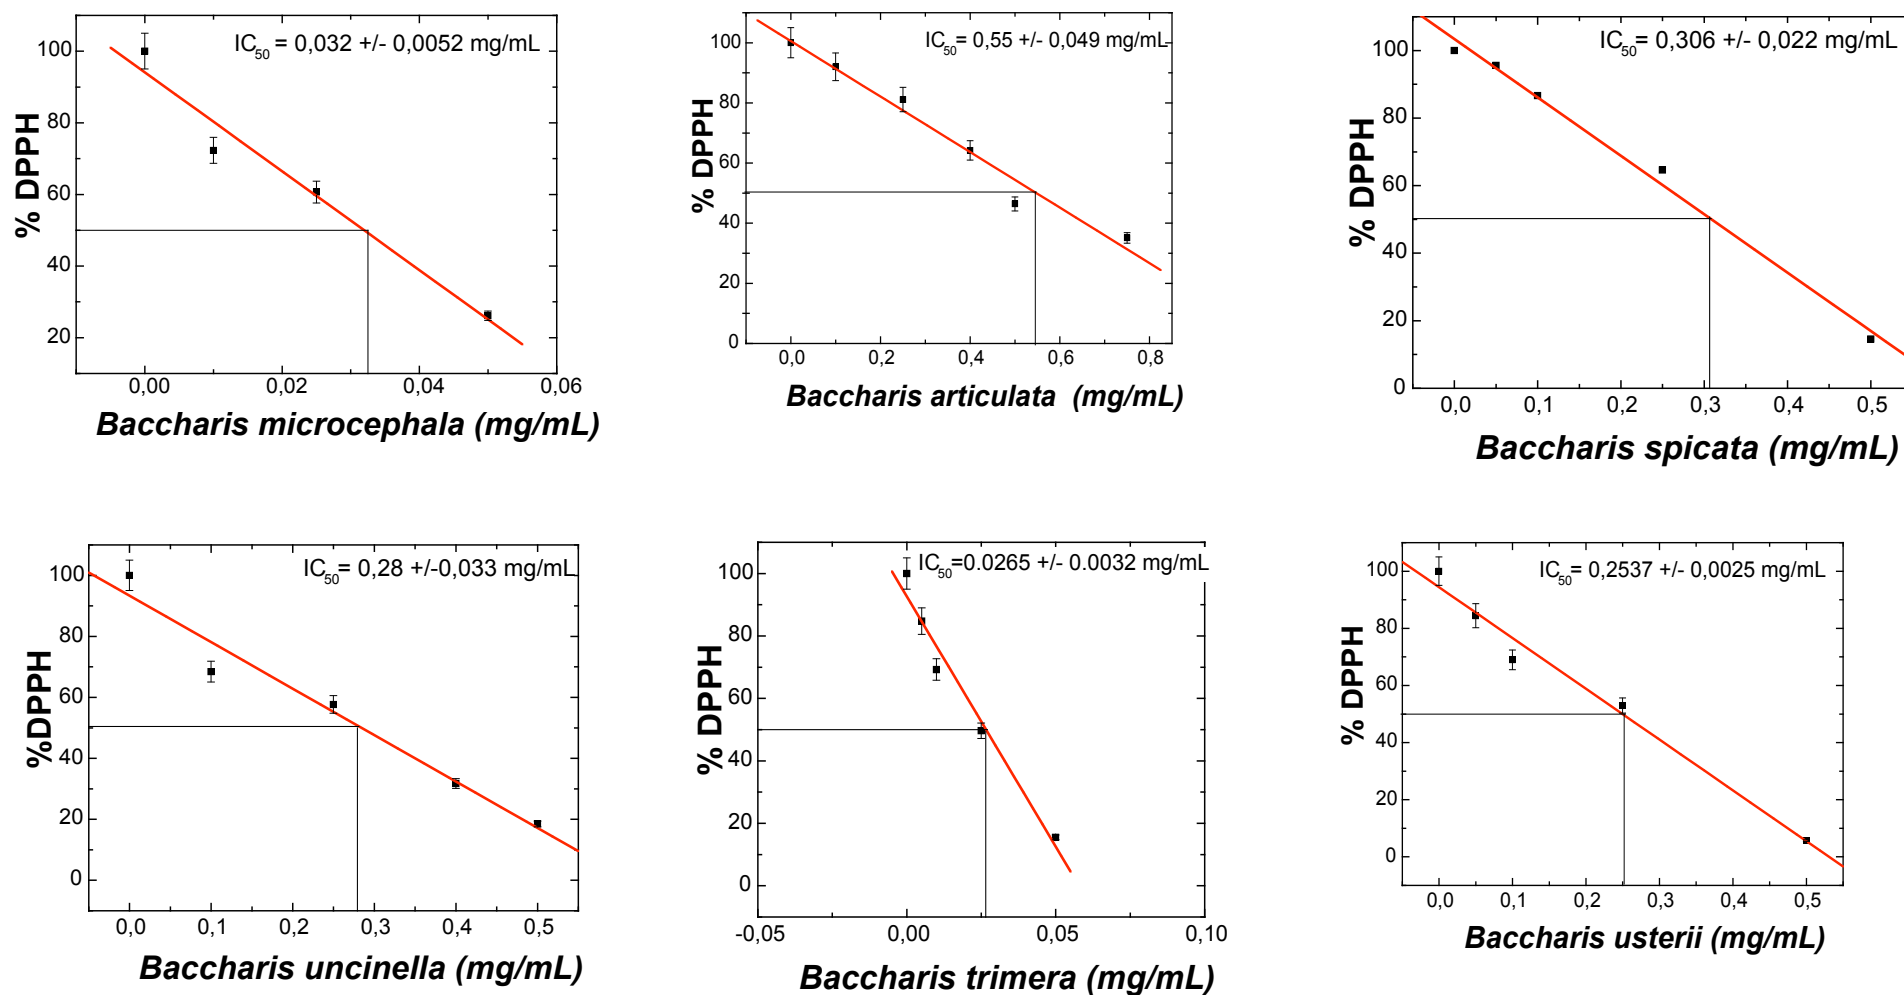 IC50 = 0,032 +/- 0,0052 mg/mL
% DPPH
100
80
60
40
20
0,00 0,02 0,04 0,06
Baccharis microcephala (mg/mL)
IC50= 0,55 +/- 0,049 mg/mL
% DPPH
100
80
60
40
20
0
0,0 0,2 0,4 0,6 0,8
Baccharis articulata (mg/mL)
IC50= 0,306 +/- 0,022 mg/mL
% DPPH
100
80
60
40
20
0
0,0 0,1 0,2 0,3 0,4 0,5
Baccharis spicata (mg/mL)
IC50= 0,28 +/-0,033 mg/mL
%DPPH
100
80
60
40
20
0
0,0 0,1 0,2 0,3 0,4 0,5
Baccharis uncinella (mg/mL)
IC50=0.0265 +/- 0.0032 mg/mL
% DPPH
100
80
60
40
20
0
-0,05 0,00 0,05 0,10
Baccharis trimera (mg/mL)
IC50= 0,2537 +/- 0,0025 mg/mL
% DPPH
100
80
60
40
20
0
0,0 0,1 0,2 0,3 0,4 0,5
Baccharis usterii (mg/mL)